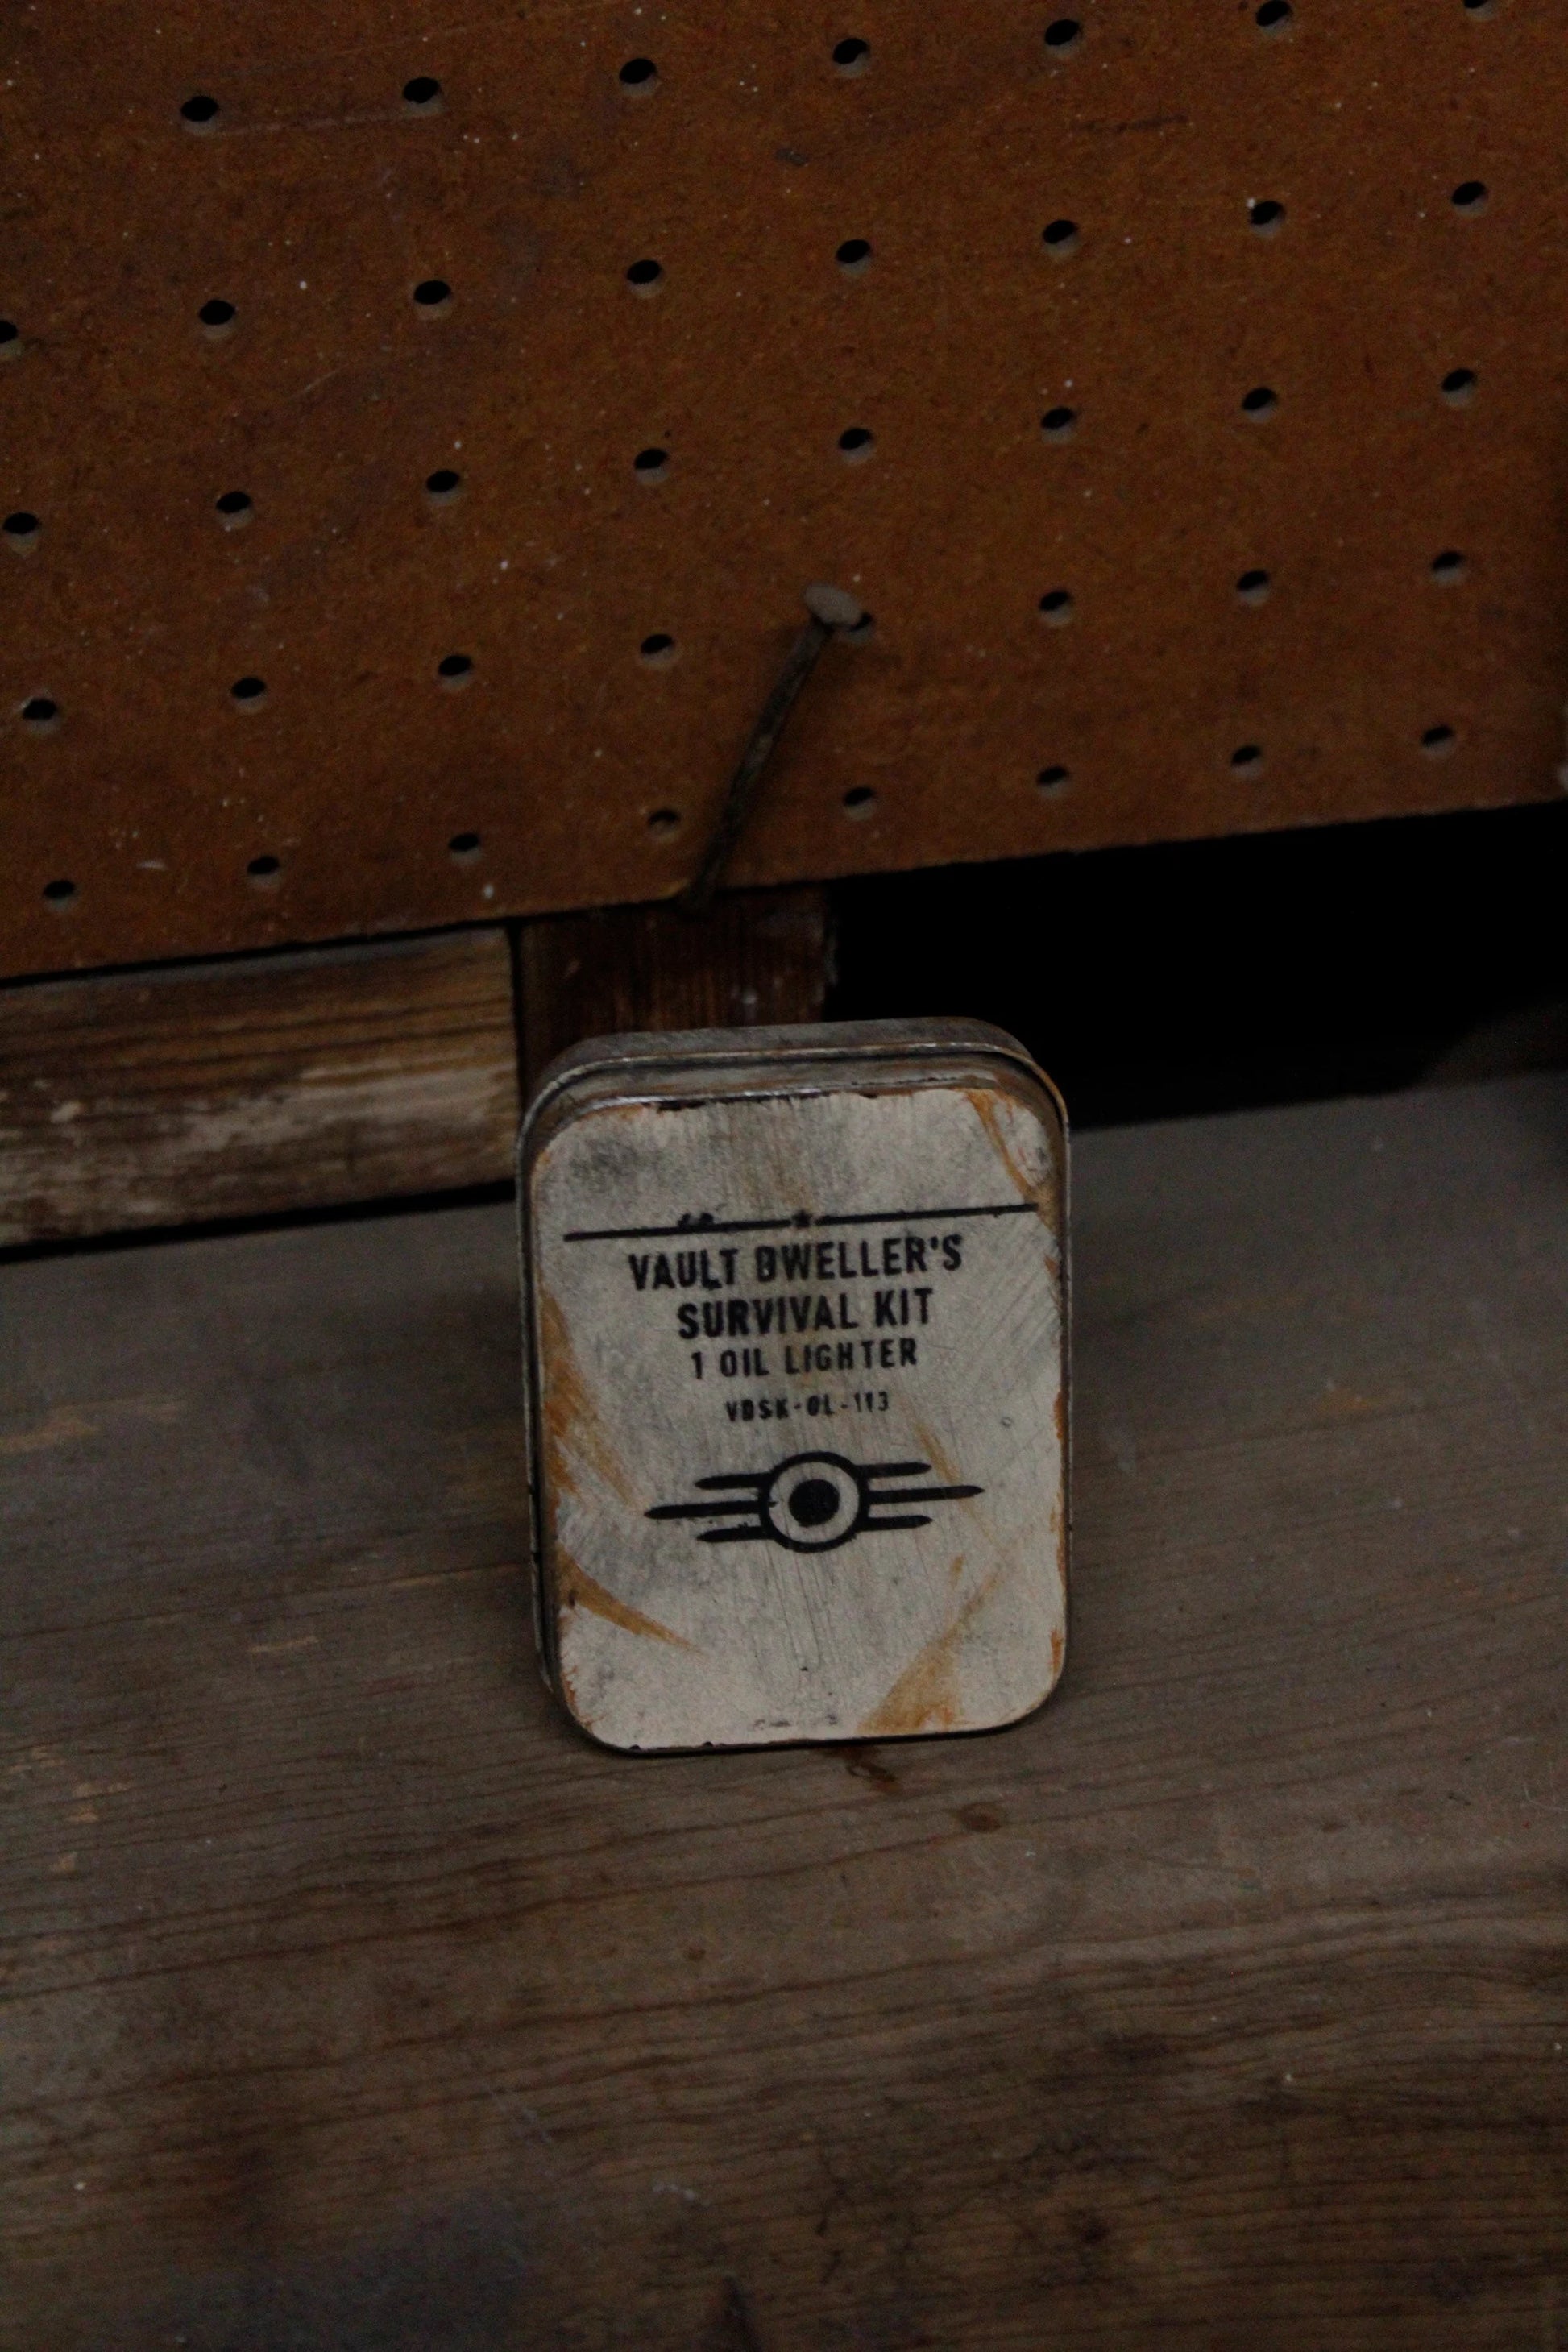 VAULT DWELLER'S
SURVIVAL KIT
1 OIL LIGHTER
VDSK-OL-113